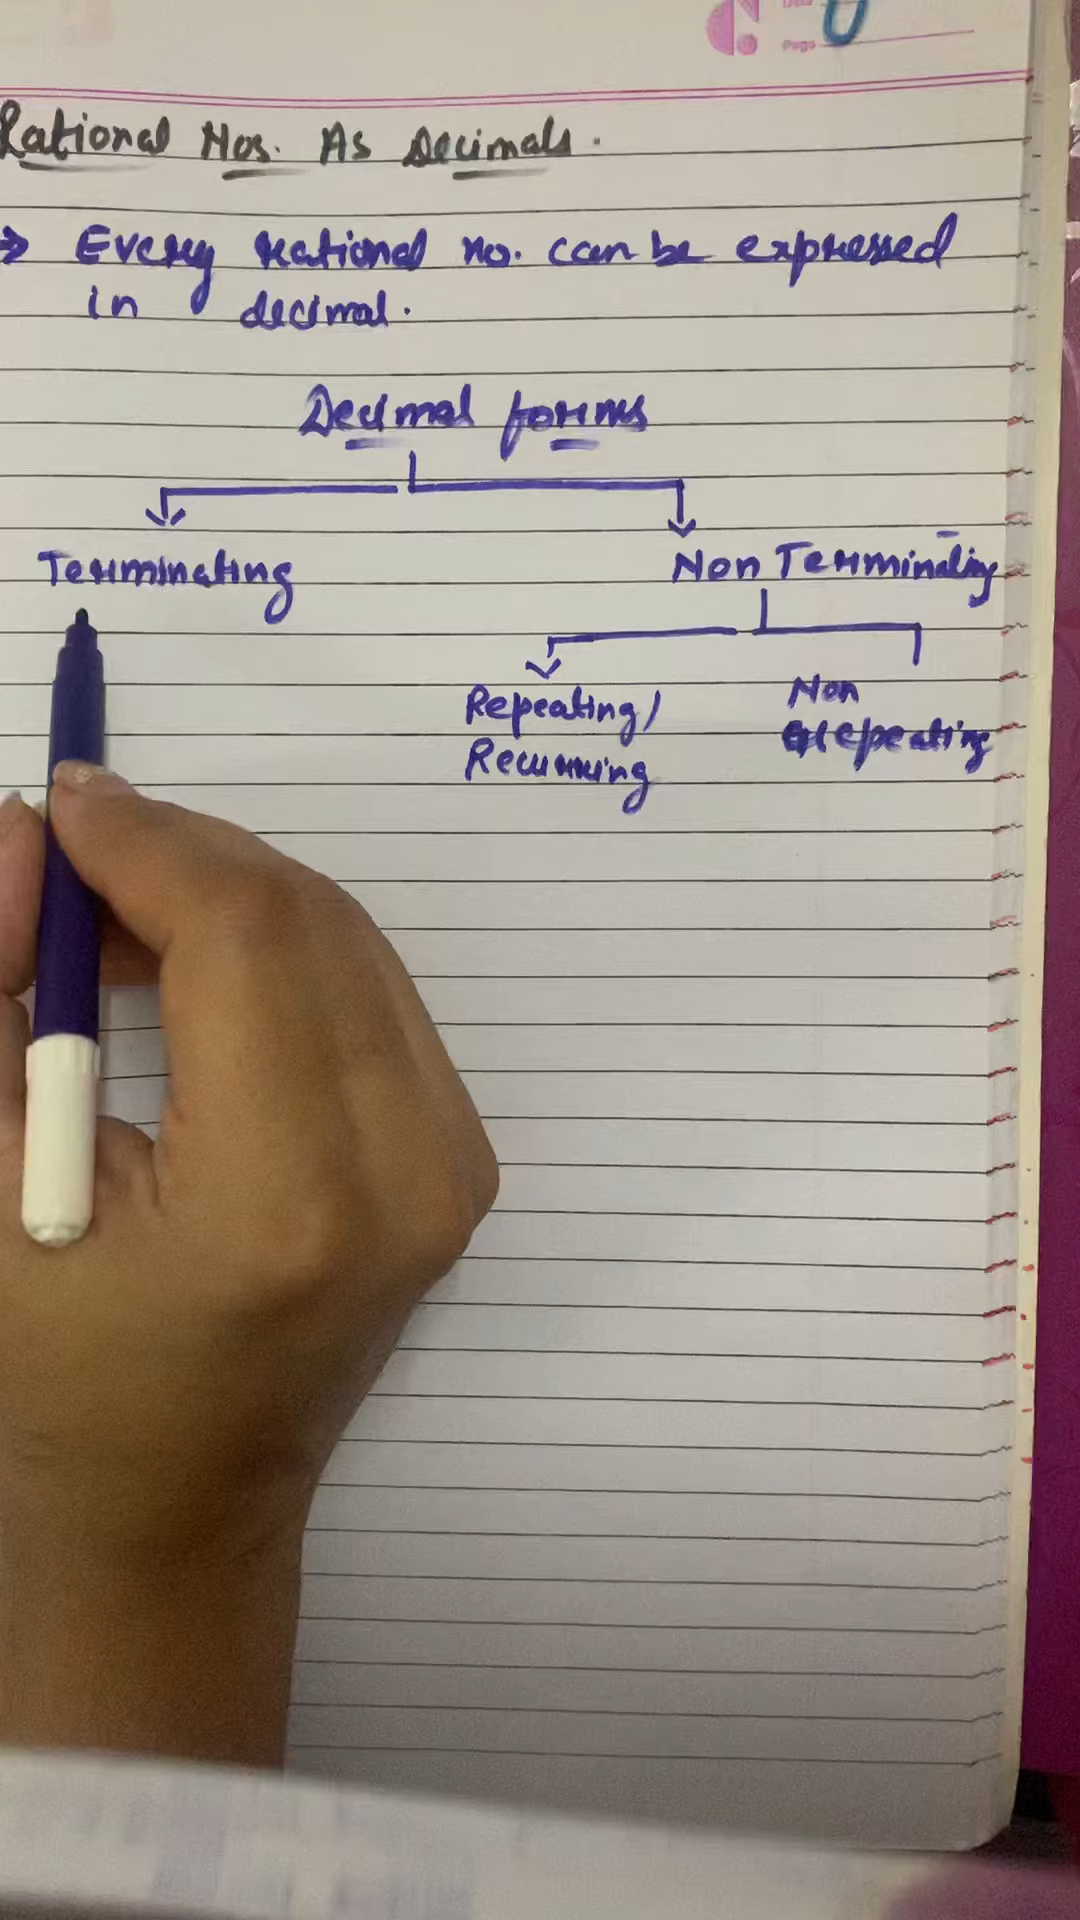 Rational Nos. As Decimals.
→ Every rational no. can be expressed
in decimal.
Decimal forms
Terminating
Non Terminating
Repeating/
Recurring
Non
repeating
Page